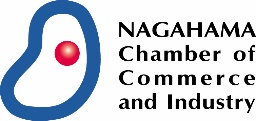 NAGAHAMA
Chamber of
Commerce
and Industry